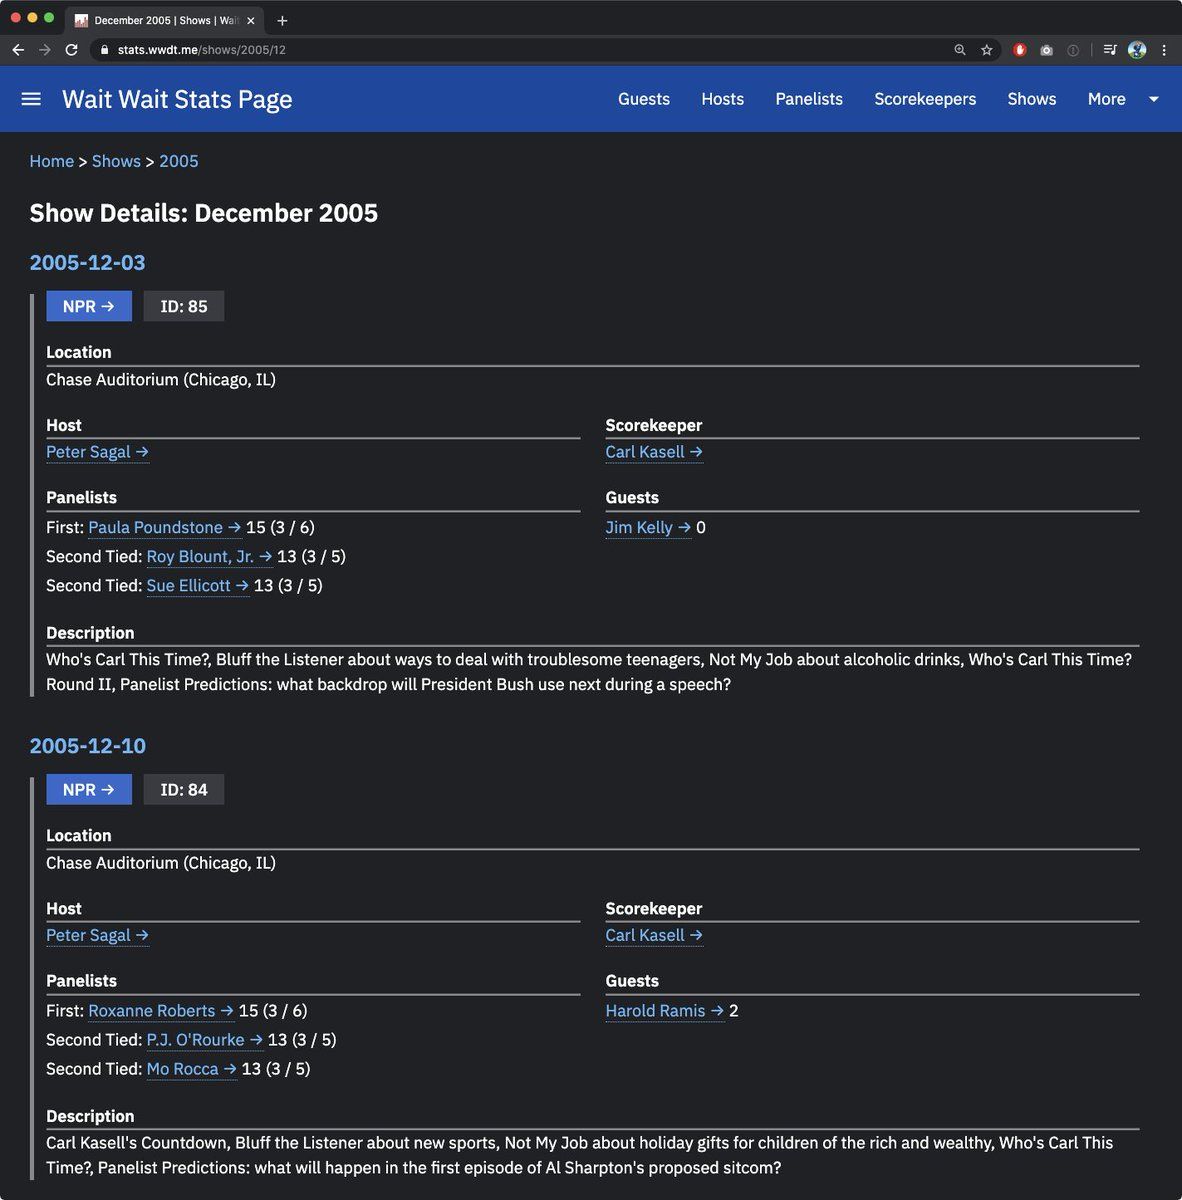 December 2005 | Shows | Wait
stats.wwdt.me/shows/2005/12
Wait Wait Stats Page
Guests Hosts Panelists Scorekeepers Shows More
Home > Shows > 2005
Show Details: December 2005
2005-12-03
NPR → ID: 85
Location
Chase Auditorium (Chicago, IL)
Host Scorekeeper
Peter Sagal → Carl Kasell →
Panelists Guests
First: Paula Poundstone → 15 (3 / 6) Jim Kelly → 0
Second Tied: Roy Blount, Jr. → 13 (3 / 5)
Second Tied: Sue Ellicott → 13 (3 / 5)
Description
Who's Carl This Time?, Bluff the Listener about ways to deal with troublesome teenagers, Not My Job about alcoholic drinks, Who's Carl This Time?
Round II, Panelist Predictions: what backdrop will President Bush use next during a speech?
2005-12-10
NPR → ID: 84
Location
Chase Auditorium (Chicago, IL)
Host Scorekeeper
Peter Sagal → Carl Kasell →
Panelists Guests
First: Roxanne Roberts → 15 (3 / 6) Harold Ramis → 2
Second Tied: P.J. O'Rourke → 13 (3 / 5)
Second Tied: Mo Rocca → 13 (3 / 5)
Description
Carl Kasell's Countdown, Bluff the Listener about new sports, Not My Job about holiday gifts for children of the rich and wealthy, Who's Carl This
Time?, Panelist Predictions: what will happen in the first episode of Al Sharpton's proposed sitcom?